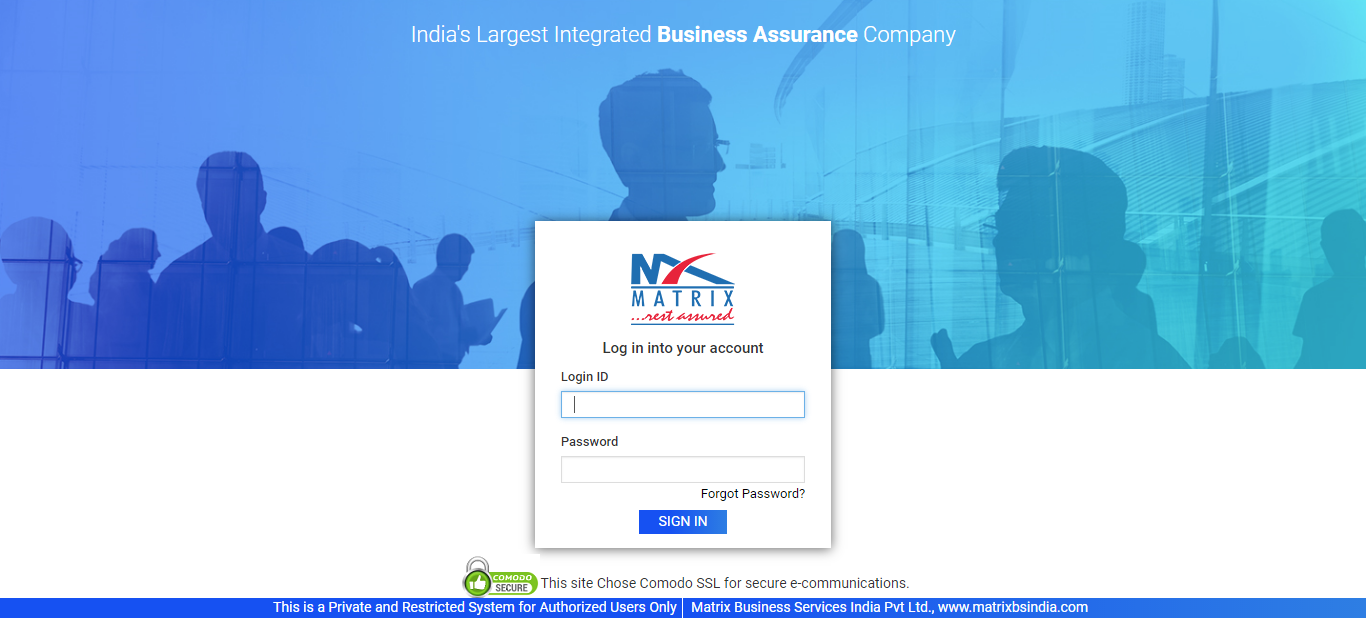 India's Largest Integrated Business Assurance Company
MATRIX
...rest assured
Log in into your account
Login ID
Password
Forgot Password?
SIGN IN
COMODO
SECURE
This site Chose Comodo SSL for secure e-communications.
This is a Private and Restricted System for Authorized Users Only | Matrix Business Services India Pvt Ltd., www.matrixbsindia.com